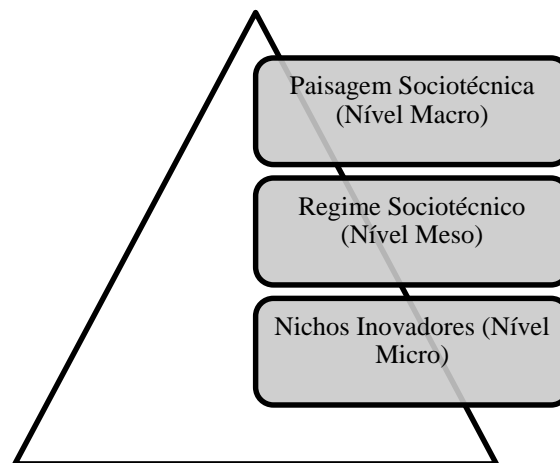 Paisagem Sociotécnica
(Nível Macro)
Regime Sociotécnico
(Nível Meso)
Nichos Inovadores (Nível
Micro)